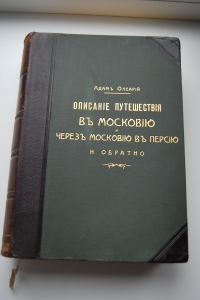 Адамъ Олеарій
ОПИСАНІЕ ПУТЕШЕСТВІЯ
ВЪ МОСКОВІЮ
И
ЧЕРЕЗЪ МОСКОВІЮ ВЪ ПЕРСІЮ
И ОБРАТНО